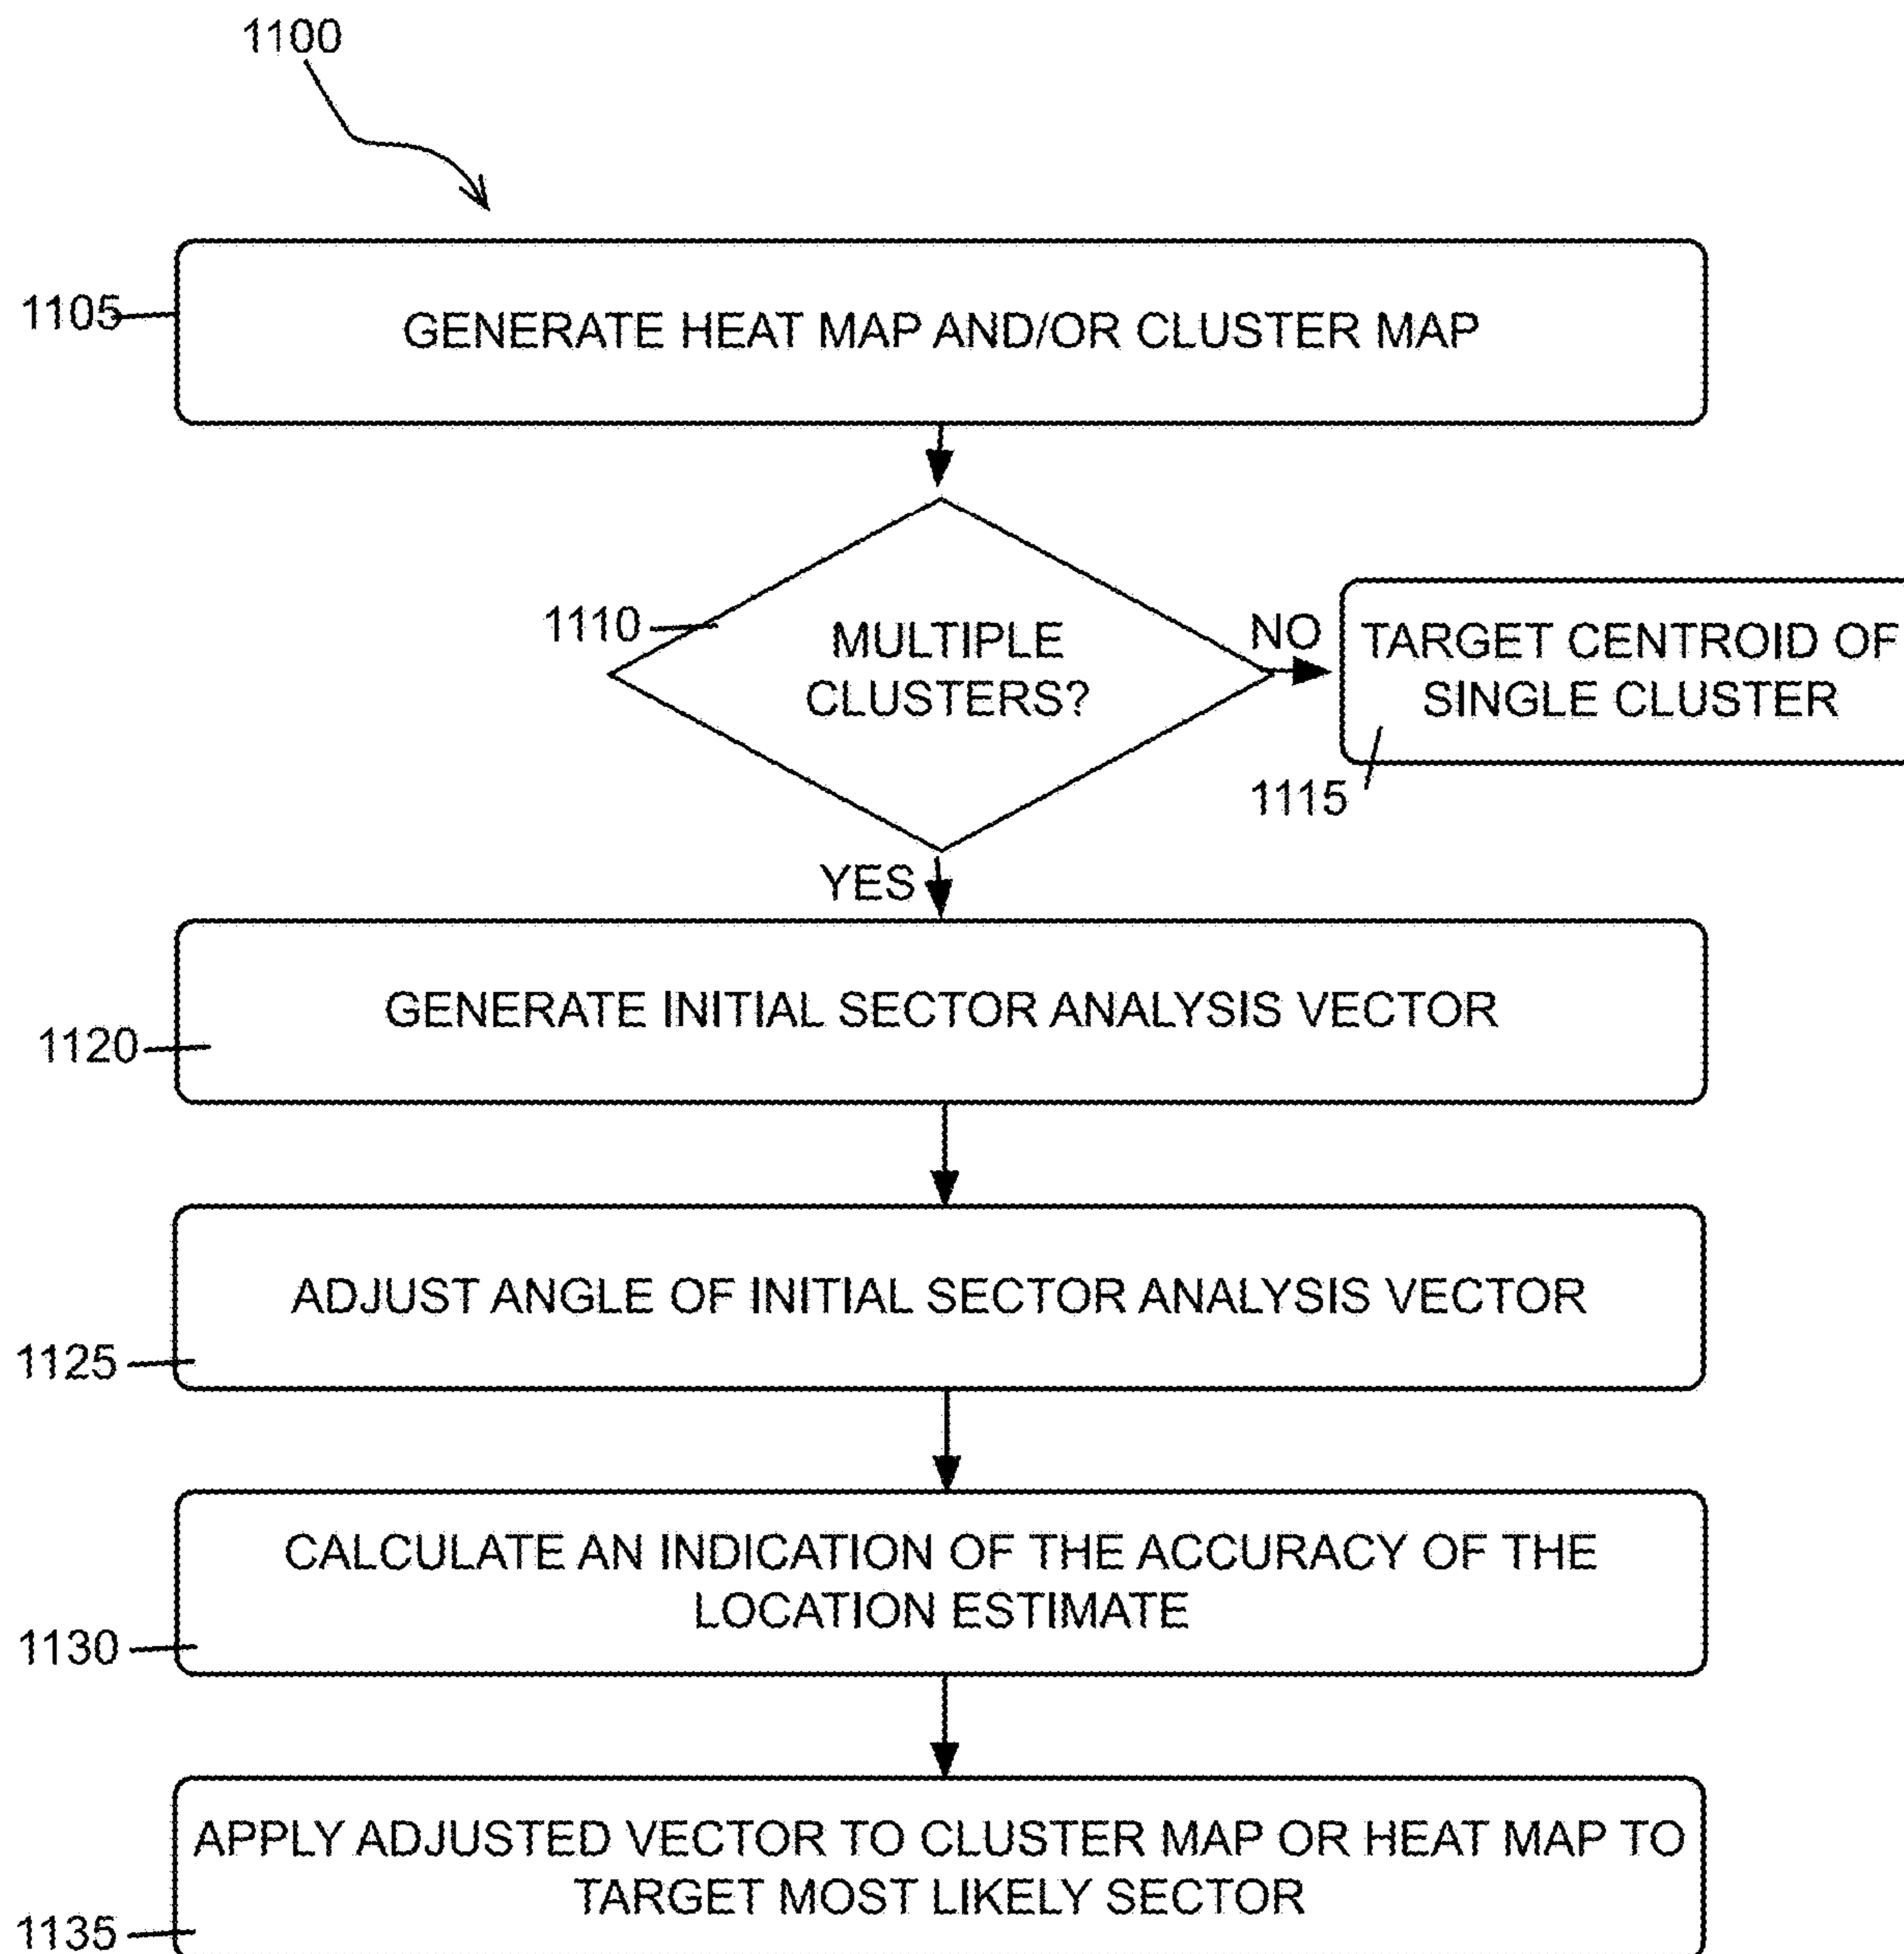 1100
1105
GENERATE HEAT MAP AND/OR CLUSTER MAP
1110
MULTIPLE
CLUSTERS?
NO
TARGET CENTROID OF
SINGLE CLUSTER
1115
YES
GENERATE INITIAL SECTOR ANALYSIS VECTOR
1120
ADJUST ANGLE OF INITIAL SECTOR ANALYSIS VECTOR
1125
CALCULATE AN INDICATION OF THE ACCURACY OF THE
LOCATION ESTIMATE
1130
APPLY ADJUSTED VECTOR TO CLUSTER MAP OR HEAT MAP TO
TARGET MOST LIKELY SECTOR
1135